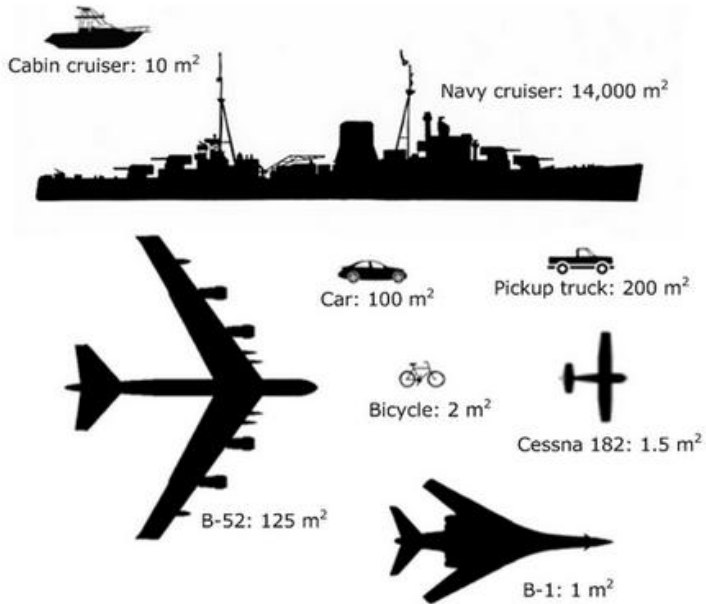 Cabin cruiser: 10 m²
Navy cruiser: 14,000 m²
Car: 100 m²
Pickup truck: 200 m²
Bicycle: 2 m²
Cessna 182: 1.5 m²
B-52: 125 m²
B-1: 1 m²